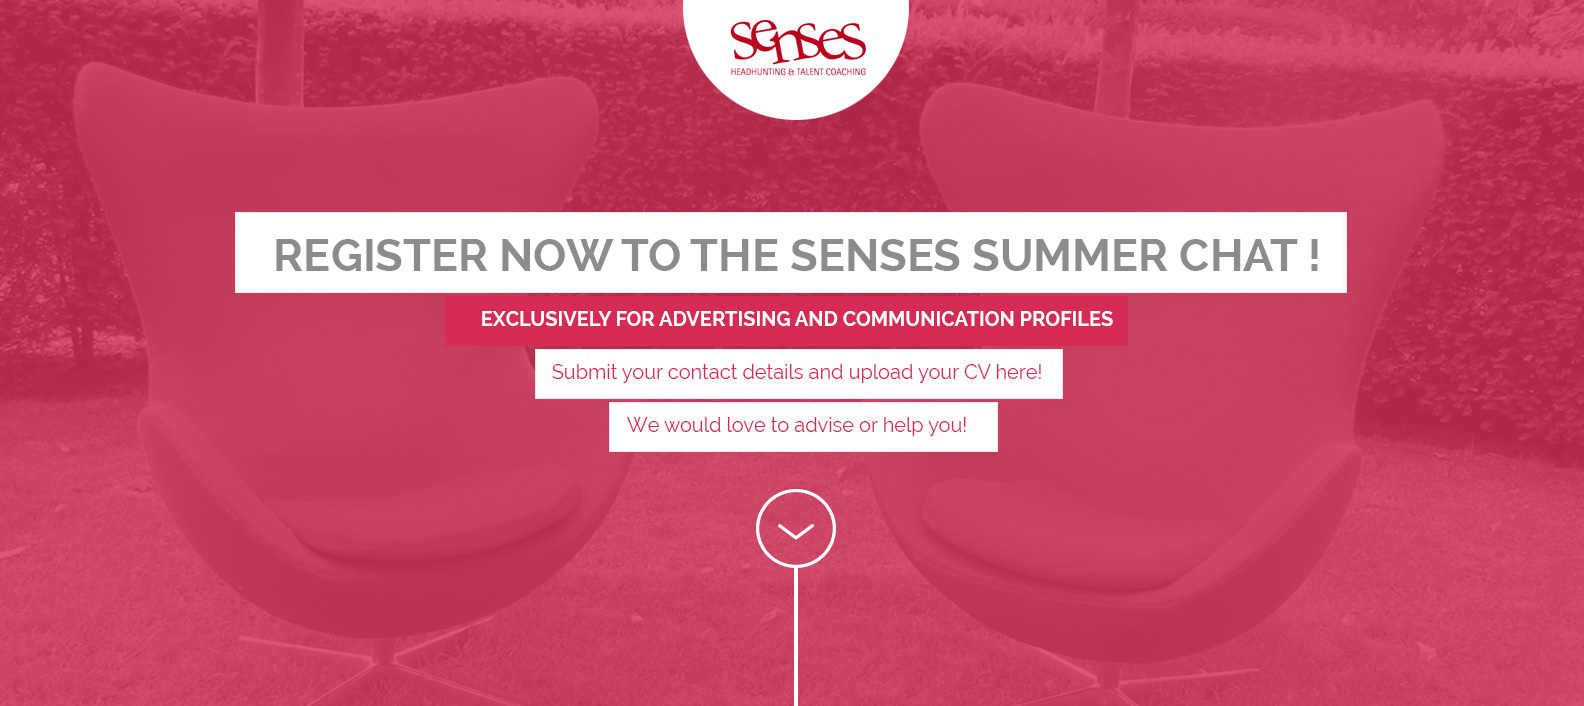 senses
HEADHUNTING & TALENT COACHING
REGISTER NOW TO THE SENSES SUMMER CHAT !
EXCLUSIVELY FOR ADVERTISING AND COMMUNICATION PROFILES
Submit your contact details and upload your CV here!
We would love to advise or help you!